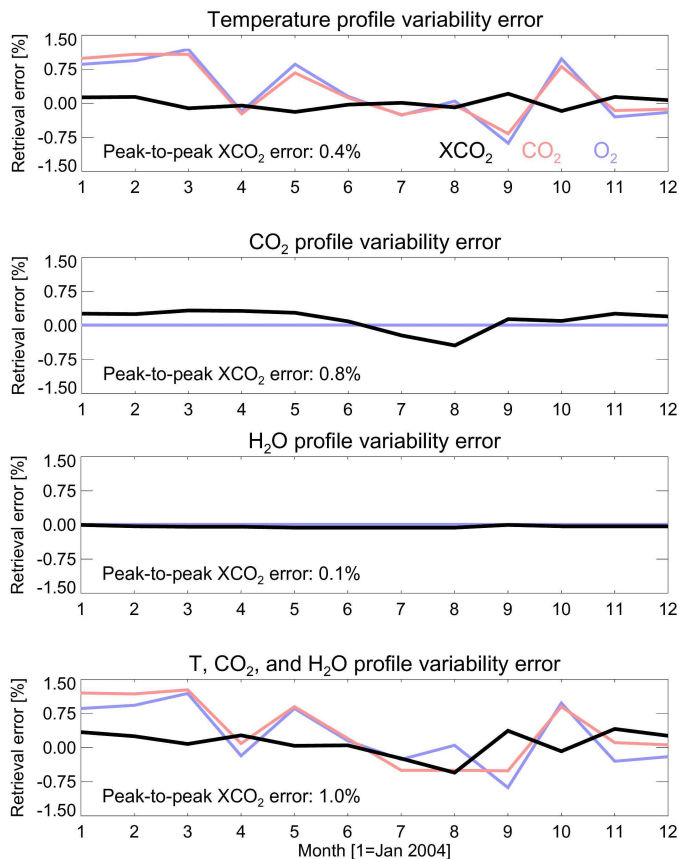 Temperature profile variability error
Retrieval error [%]
1.50
0.75
0.00
-0.75
-1.50
Peak-to-peak XCO₂ error: 0.4%
XCO₂ CO₂ O₂
1 2 3 4 5 6 7 8 9 10 11 12
CO₂ profile variability error
Retrieval error [%]
1.50
0.75
0.00
-0.75
-1.50
Peak-to-peak XCO₂ error: 0.8%
1 2 3 4 5 6 7 8 9 10 11 12
H₂O profile variability error
Retrieval error [%]
1.50
0.75
0.00
-0.75
-1.50
Peak-to-peak XCO₂ error: 0.1%
1 2 3 4 5 6 7 8 9 10 11 12
T, CO₂, and H₂O profile variability error
Retrieval error [%]
1.50
0.75
0.00
-0.75
-1.50
Peak-to-peak XCO₂ error: 1.0%
1 2 3 4 5 6 7 8 9 10 11 12
Month [1=Jan 2004]